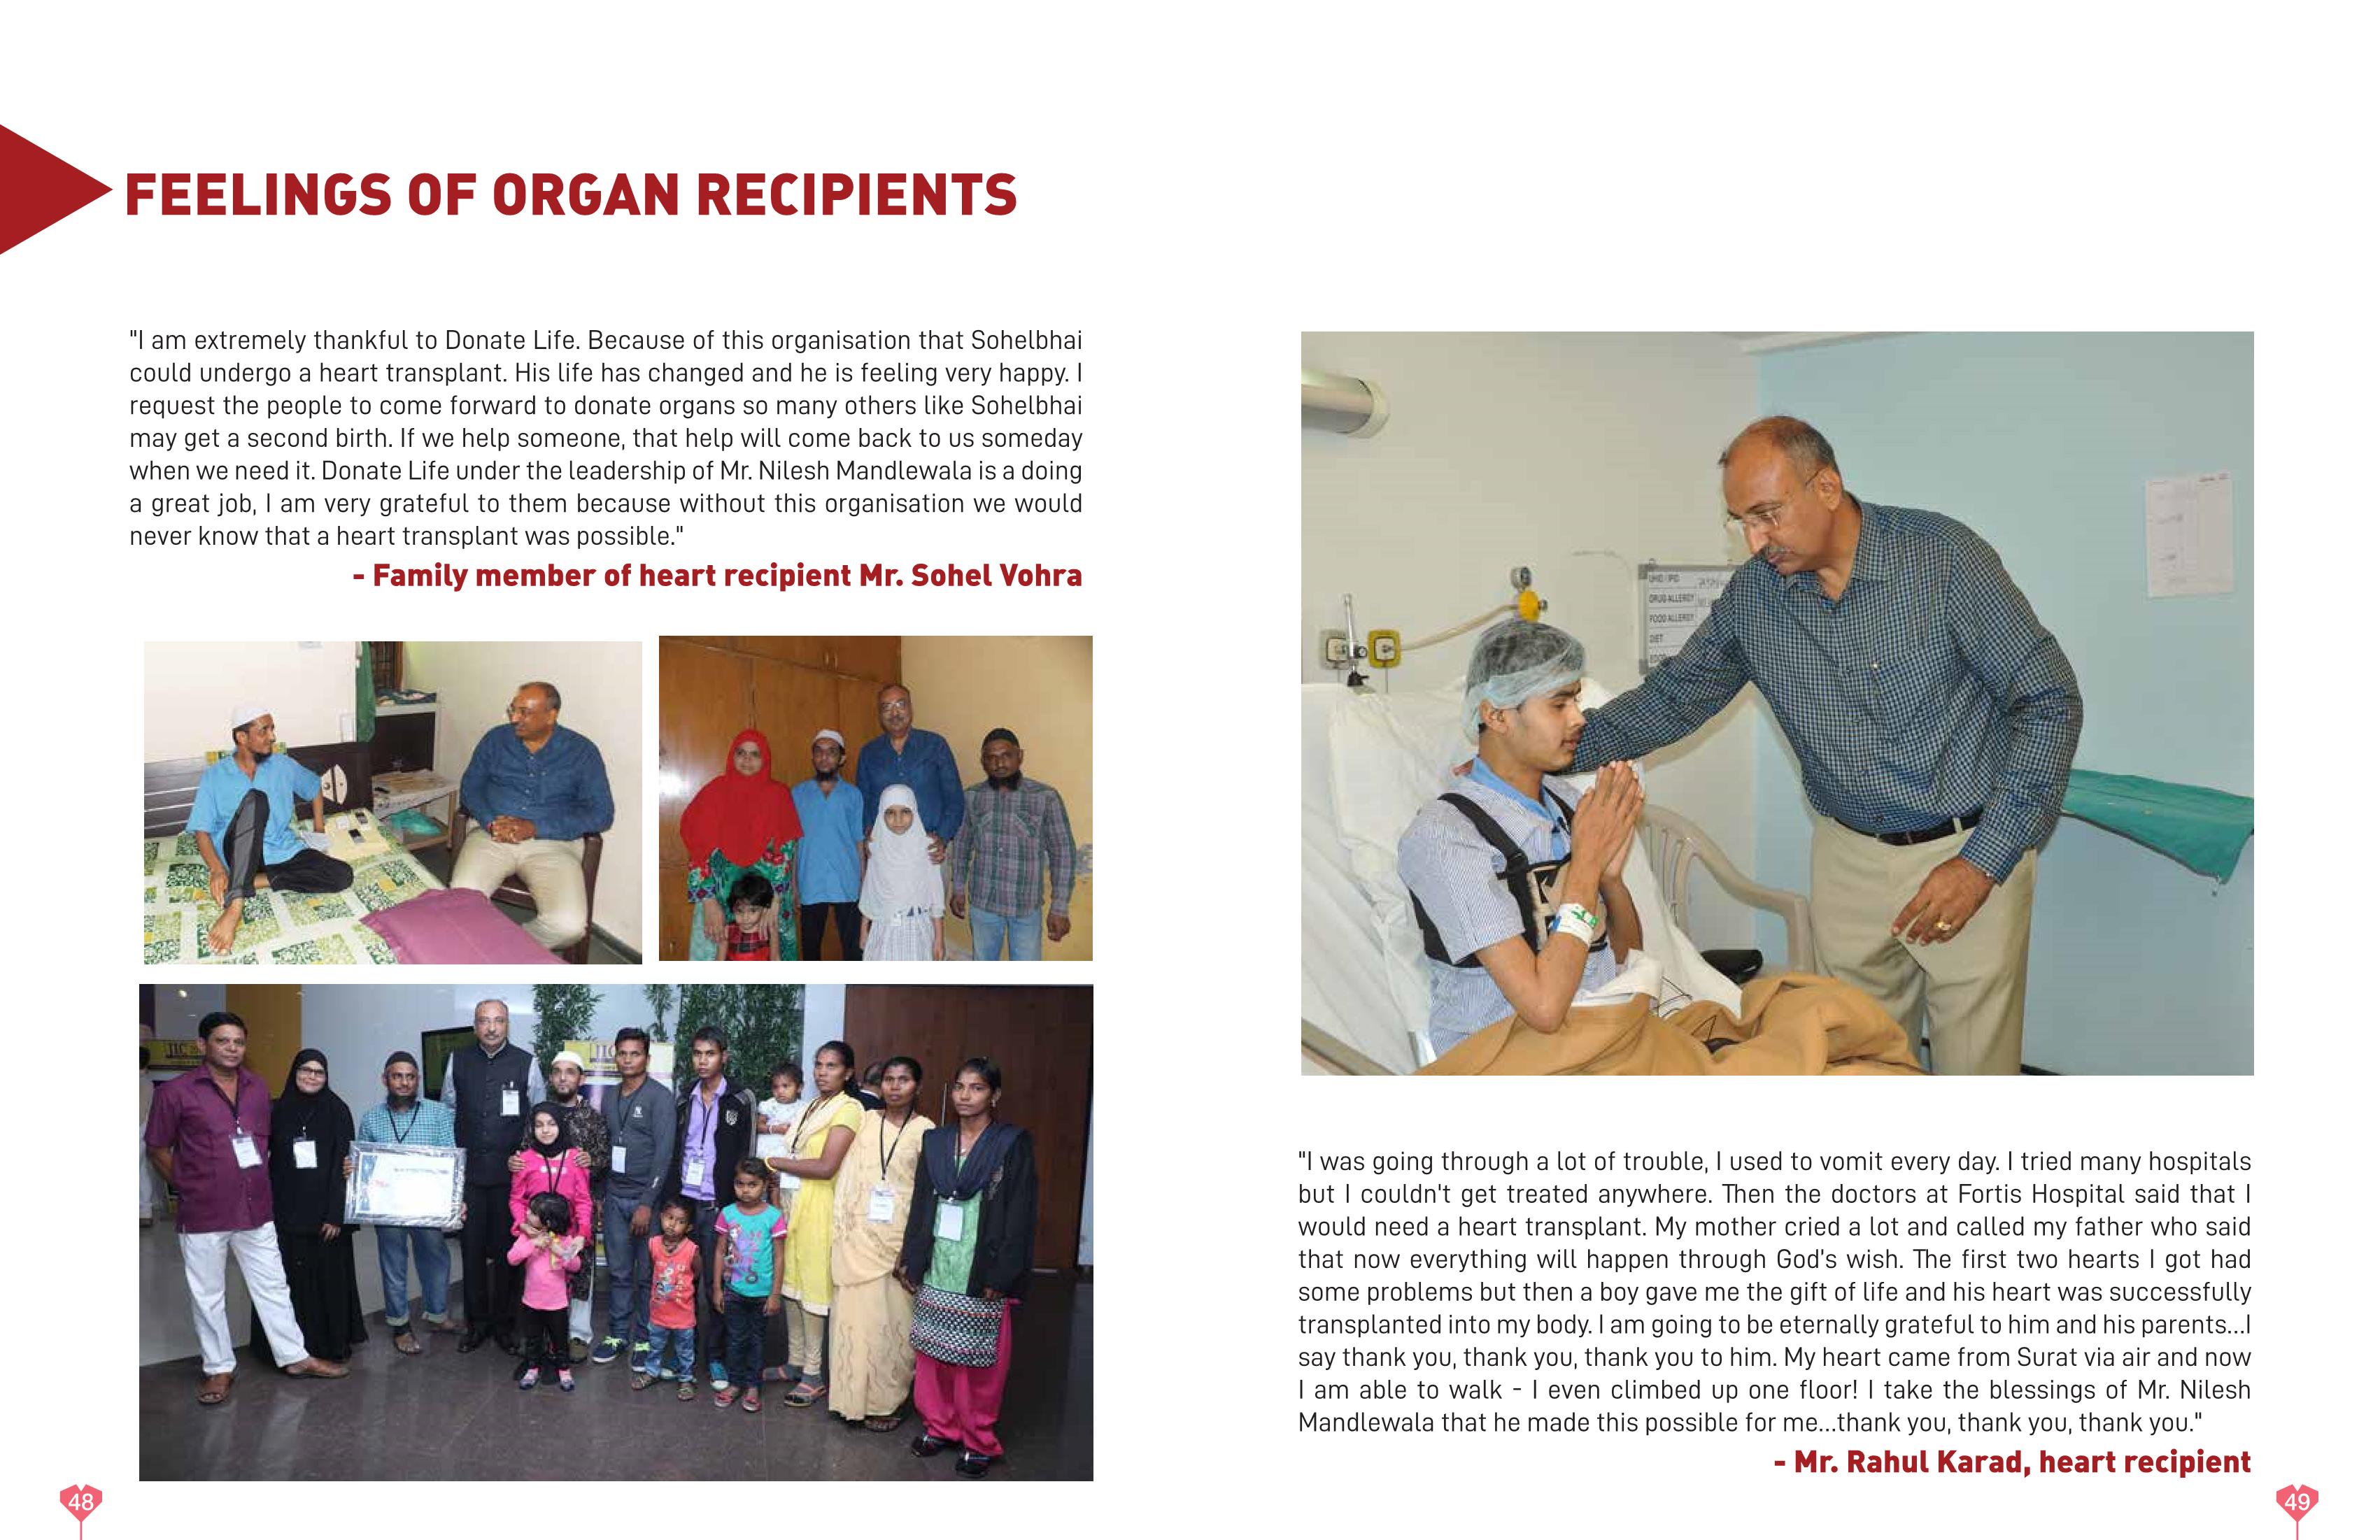 FEELINGS OF ORGAN RECIPIENTS
"I am extremely thankful to Donate Life. Because of this organisation that Sohelbhai
could undergo a heart transplant. His life has changed and he is feeling very happy. I
request the people to come forward to donate organs so many others like Sohelbhai
may get a second birth. If we help someone, that help will come back to us someday
when we need it. Donate Life under the leadership of Mr. Nilesh Mandlewala is a doing
a great job, I am very grateful to them because without this organisation we would
never know that a heart transplant was possible."
- Family member of heart recipient Mr. Sohel Vohra
JIC
48
UHID / IPID
DRUG ALLERGY
FOOD ALLERGY
DIET
"I was going through a lot of trouble, I used to vomit every day. I tried many hospitals
but I couldn't get treated anywhere. Then the doctors at Fortis Hospital said that I
would need a heart transplant. My mother cried a lot and called my father who said
that now everything will happen through God's wish. The first two hearts I got had
some problems but then a boy gave me the gift of life and his heart was successfully
transplanted into my body. I am going to be eternally grateful to him and his parents...I
say thank you, thank you, thank you to him. My heart came from Surat via air and now
I am able to walk - I even climbed up one floor! I take the blessings of Mr. Nilesh
Mandlewala that he made this possible for me...thank you, thank you, thank you."
- Mr. Rahul Karad, heart recipient
49